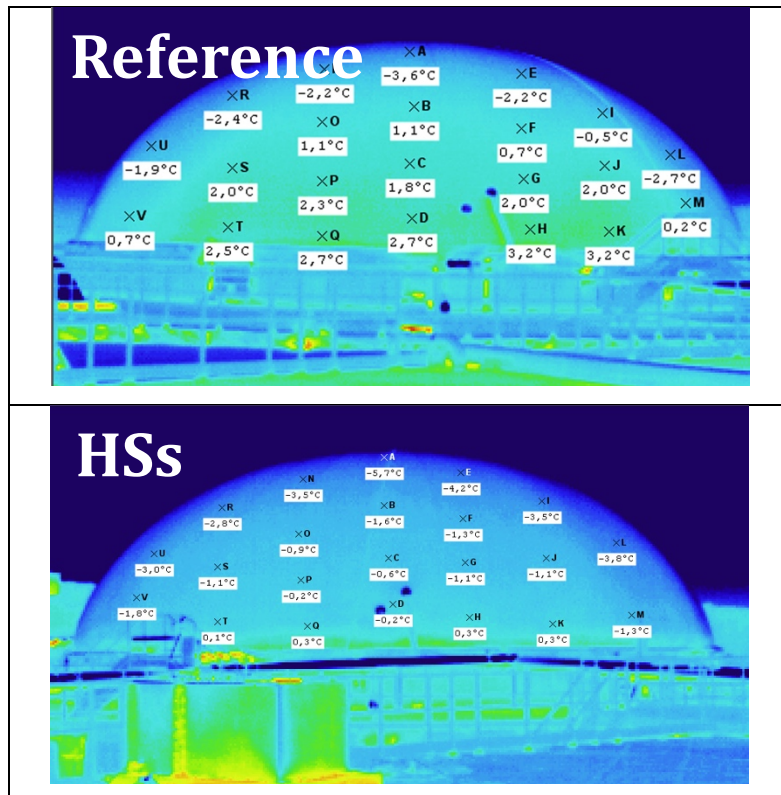 Reference
A
-3,6°C
E
-2,2°C
-2,2°C
R
-2,4°C
B
1,1°C
I
-0,5°C
O
1,1°C
F
0,7°C
U
-1,9°C
L
-2,7°C
S
2,0°C
P
2,3°C
C
1,8°C
G
2,0°C
J
2,0°C
M
0,2°C
V
0,7°C
T
2,5°C
Q
2,7°C
D
2,7°C
H
3,2°C
K
3,2°C
HSs
A
-5,7°C
N
-3,5°C
E
-4,2°C
R
-2,8°C
B
-1,6°C
I
-3,5°C
O
-0,9°C
F
-1,3°C
U
-3,0°C
L
-3,8°C
S
-1,1°C
P
-0,2°C
C
-0,6°C
G
-1,1°C
J
-1,1°C
V
-1,8°C
D
-0,2°C
T
0,1°C
Q
0,3°C
H
0,3°C
K
0,3°C
M
-1,3°C